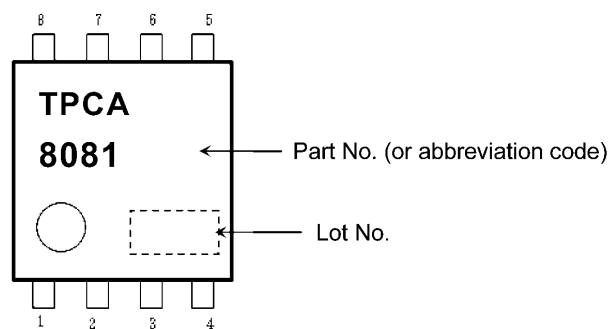 8 7 6 5
TPCA
8081
Part No. (or abbreviation code)
Lot No.
1 2 3 4